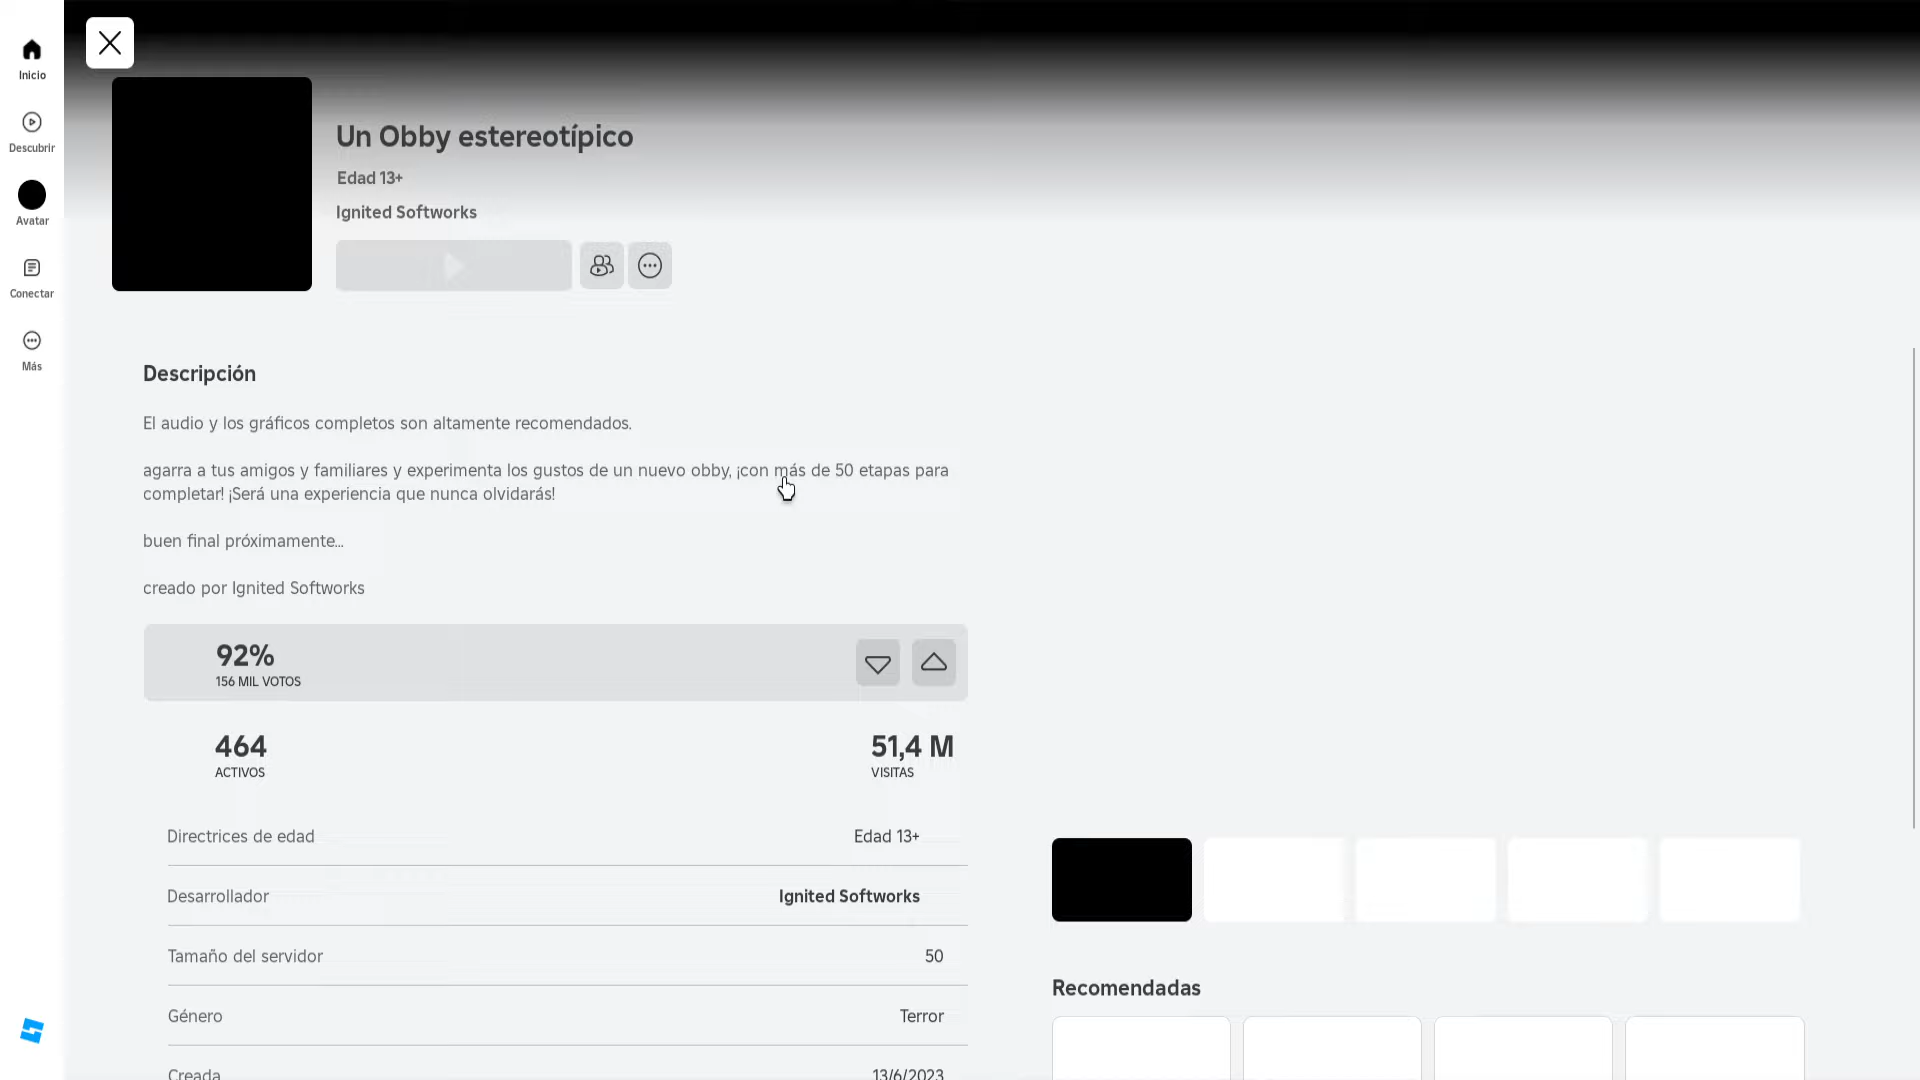 Inicio
Descubrir
Avatar
Conectar
Más
Un Obby estereotípico
Edad 13+
Ignited Softworks
Descripción
El audio y los gráficos completos son altamente recomendados.
agarra a tus amigos y familiares y experimenta los gustos de un nuevo obby, ¡con más de 50 etapas para
completar! ¡Será una experiencia que nunca olvidarás!
buen final próximamente...
creado por Ignited Softworks
92%
156 MIL VOTOS
464
ACTIVOS
51,4 M
VISITAS
Directrices de edad Edad 13+
Desarrollador Ignited Softworks
Tamaño del servidor 50
Género Terror
Creada 13/6/2023
Recomendadas